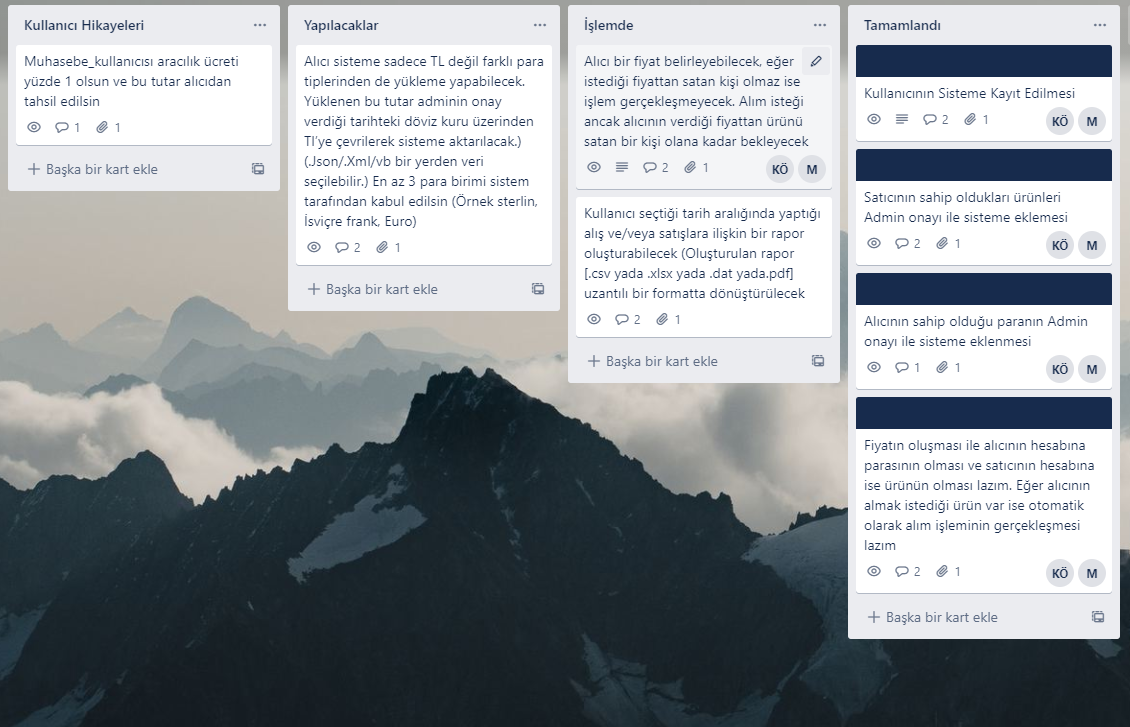 Kullanıcı Hikayeleri
Muhasebe_kullanıcısı aracılık ücreti
yüzde 1 olsun ve bu tutar alıcıdan
tahsil edilsin
1 1
Başka bir kart ekle
Yapılacaklar
Alıcı sisteme sadece TL değil farklı para
tiplerinden de yükleme yapabilecek.
Yüklenen bu tutar adminin onay
verdiği tarihteki döviz kuru üzerinden
Tl'ye çevrilerek sisteme aktarılacak.)
(.Json/.Xml/vb bir yerden veri
seçilebilir.) En az 3 para birimi sistem
tarafından kabul edilsin (Örnek sterlin,
İsviçre frank, Euro)
2 1
Başka bir kart ekle
İşlemde
Alıcı bir fiyat belirleyebilecek, eğer
istediği fiyattan satan kişi olmaz ise
işlem gerçekleşmeyecek. Alım isteği
ancak alıcının verdiği fiyattan ürünü
satan bir kişi olana kadar bekleyecek
2 1 KÖ M
Kullanıcı seçtiği tarih aralığında yaptığı
alış ve/veya satışlara ilişkin bir rapor
oluşturabilecek (Oluşturulan rapor
[.csv yada .xlsx yada .dat yada.pdf]
uzantılı bir formatta dönüştürülecek
2 1
Başka bir kart ekle
Tamamlandı
Kullanıcının Sisteme Kayıt Edilmesi
2 1 KÖ M
Satıcının sahip oldukları ürünleri
Admin onayı ile sisteme eklemesi
2 1 KÖ M
Alıcının sahip olduğu paranın Admin
onayı ile sisteme eklenmesi
1 1 KÖ M
Fiyatın oluşması ile alıcının hesabına
parasının olması ve satıcının hesabına
ise ürünün olması lazım. Eğer alıcının
almak istediği ürün var ise otomatik
olarak alım işleminin gerçekleşmesi
lazım
2 1 KÖ M
Başka bir kart ekle